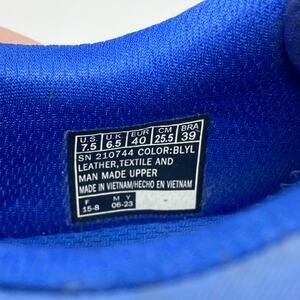 US UK EUR CM BRA
7.5 6.5 40 25.5 39
SN 210744 COLOR:BLYL
LEATHER,TEXTILE AND
MAN MADE UPPER
MADE IN VIETNAM/HECHO EN VIETNAM
F M Y
15-8 06-23